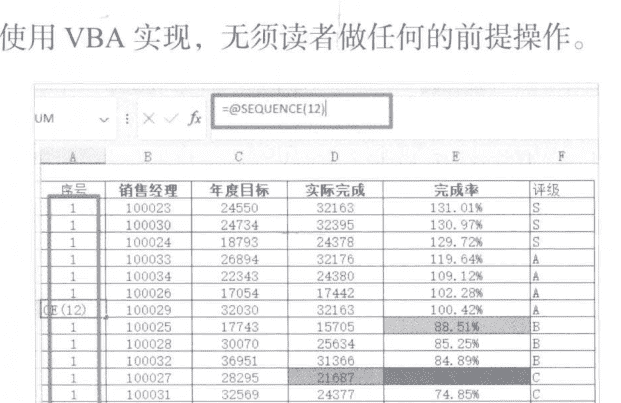 使用 VBA 实现，无须读者做任何的前提操作。
UM fx =@SEQUENCE(12)
A B C D E F
序号 销售经理 年度目标 实际完成 完成率 评级
1 100023 24550 32163 131.01% S
1 100030 24734 32395 130.97% S
1 100024 18793 24378 129.72% S
1 100033 26894 32176 119.64% A
1 100034 22343 24380 109.12% A
1 100026 17054 17442 102.28% A
CE(12) 100029 32030 32163 100.42% A
1 100025 17743 15705 88.51% B
1 100028 30070 25634 85.25% B
1 100032 36951 31366 84.89% B
1 100027 28295 21687 C
1 100031 32569 24377 74.85% C